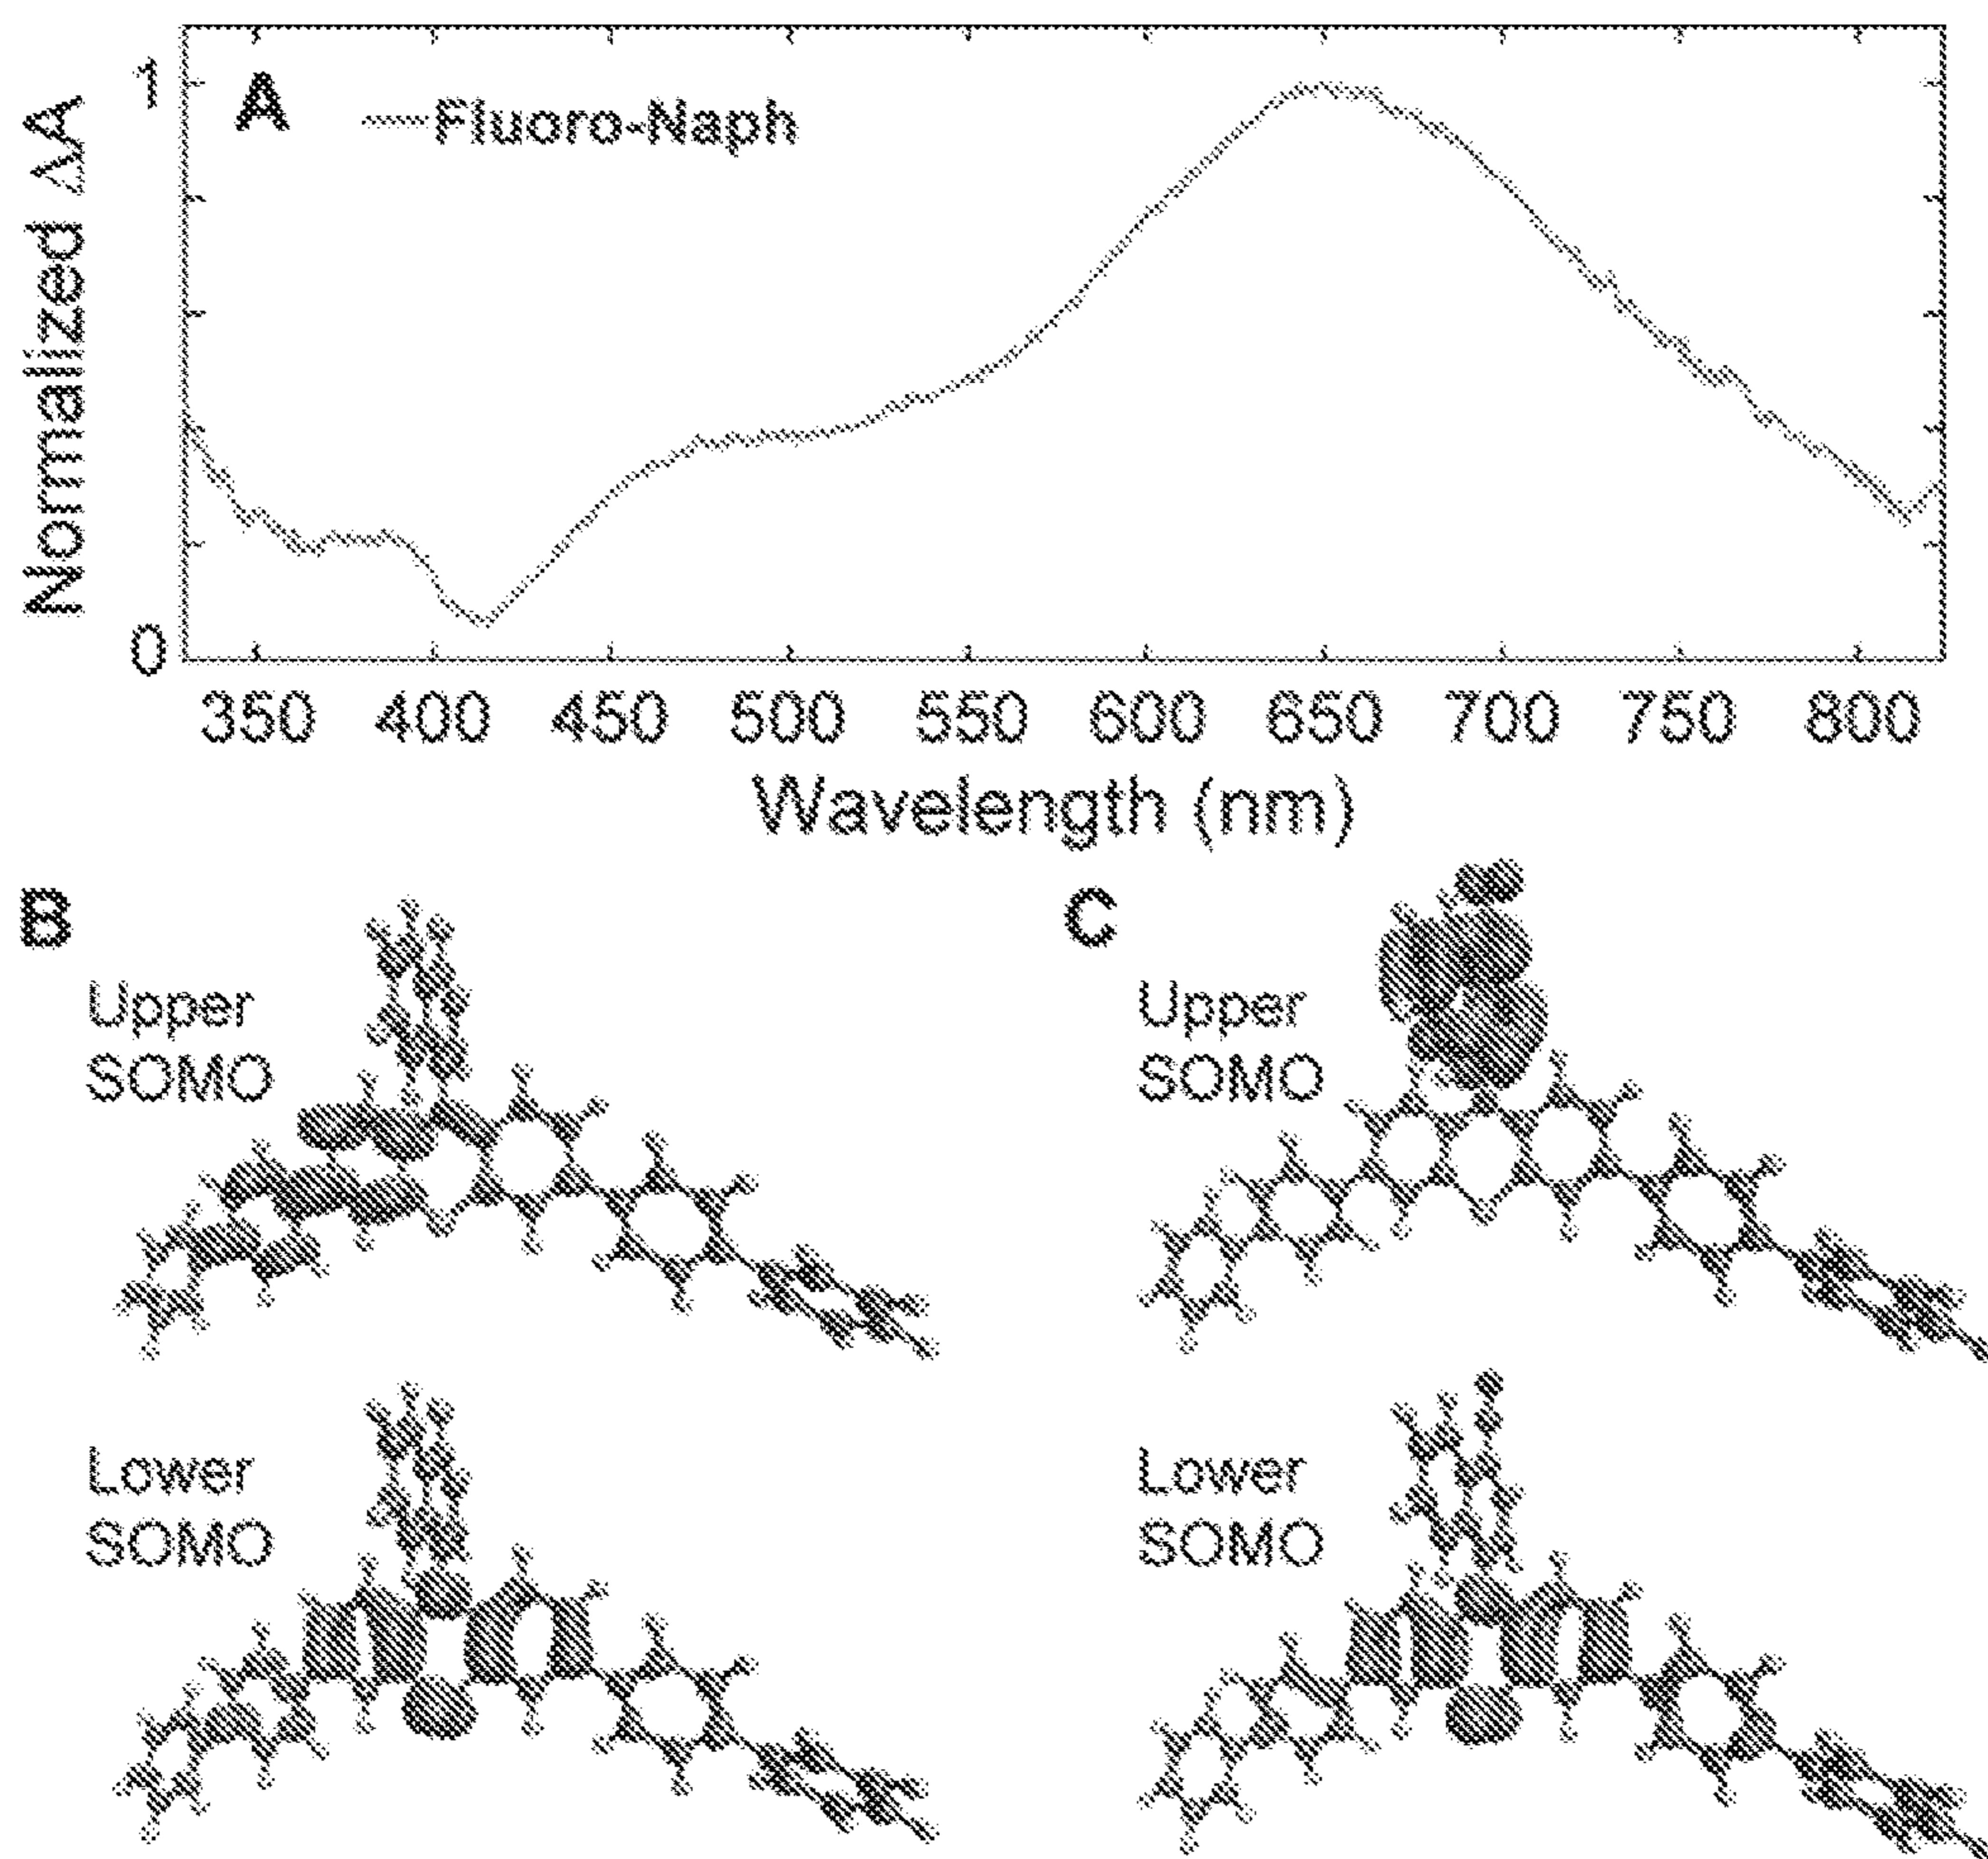 1
A
Fluoro-Naph
Normalized ΔA
0
350 400 450 500 550 600 650 700 750 800
Wavelength (nm)
B
Upper
SOMO
Lower
SOMO
C
Upper
SOMO
Lower
SOMO